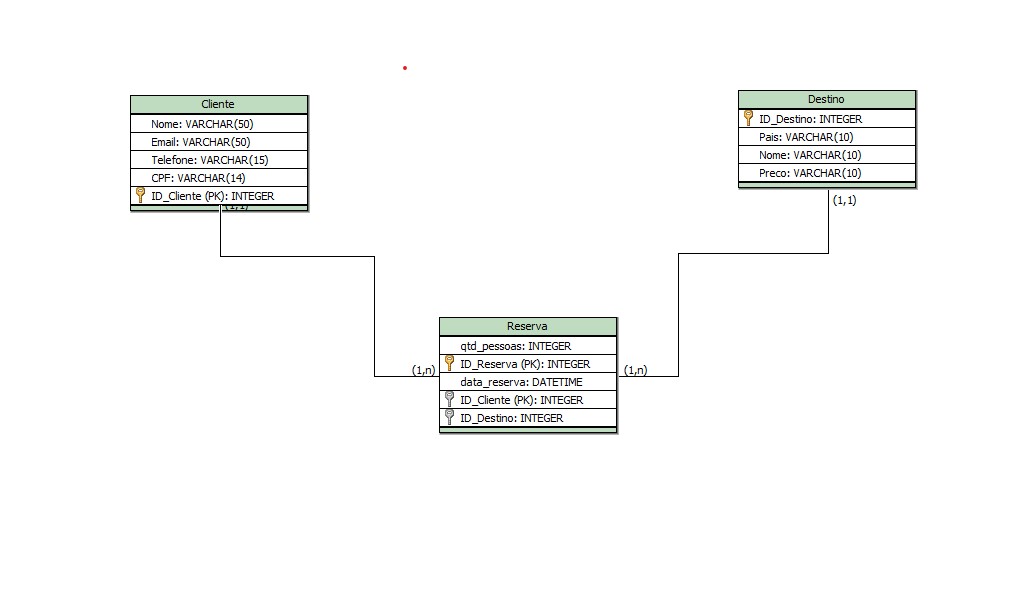 Cliente
Nome: VARCHAR(50)
Email: VARCHAR(50)
Telefone: VARCHAR(15)
CPF: VARCHAR(14)
ID_Cliente (PK): INTEGER
(1,1)
Destino
ID_Destino: INTEGER
Pais: VARCHAR(10)
Nome: VARCHAR(10)
Preco: VARCHAR(10)
(1,1)
Reserva
qtd_pessoas: INTEGER
ID_Reserva (PK): INTEGER
data_reserva: DATETIME
ID_Cliente (PK): INTEGER
ID_Destino: INTEGER
(1,n)
(1,n)